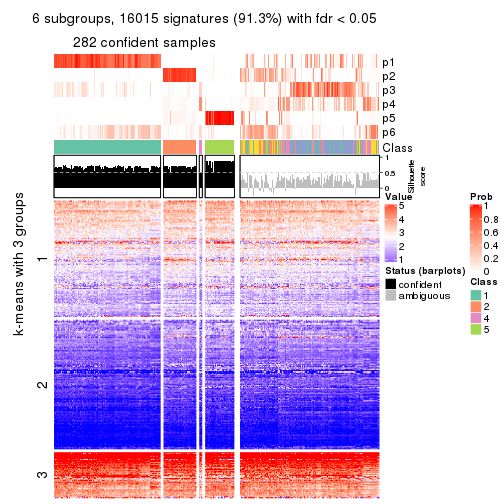 6 subgroups, 16015 signatures (91.3%) with fdr < 0.05
282 confident samples
p1
p2
p3
p4
p5
p6
Class
1
0.5
0
Silhouette
score
k-means with 3 groups
1
2
3
Value
5
4
3
2
1
Status (barplots)
confident
ambiguous
Prob
1
0.8
0.6
0.4
0.2
0
Class
1
2
4
5